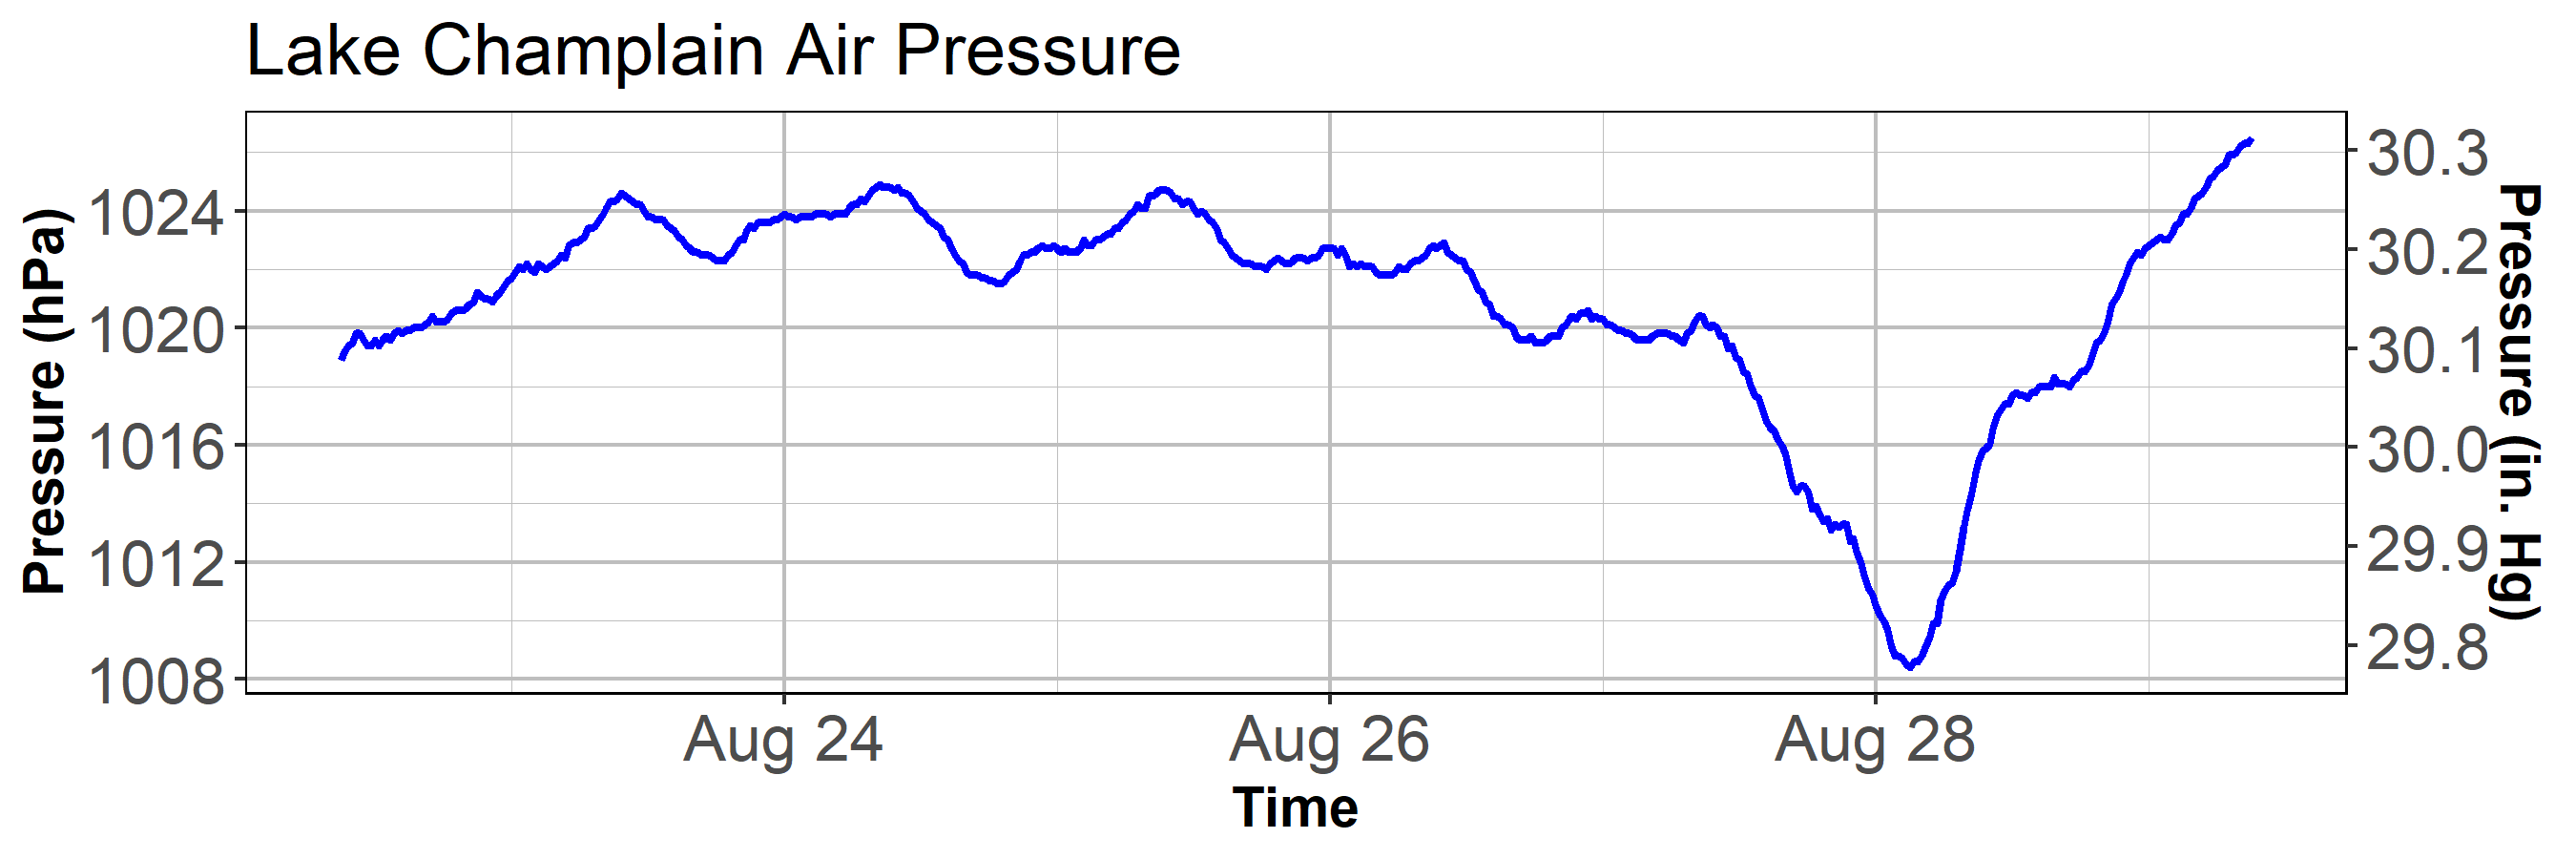 Lake Champlain Air Pressure
Pressure (hPa)
1024
1020
1016
1012
1008
30.3
30.2
30.1
30.0
29.9
29.8
Pressure (in. Hg)
Aug 24
Aug 26
Aug 28
Time